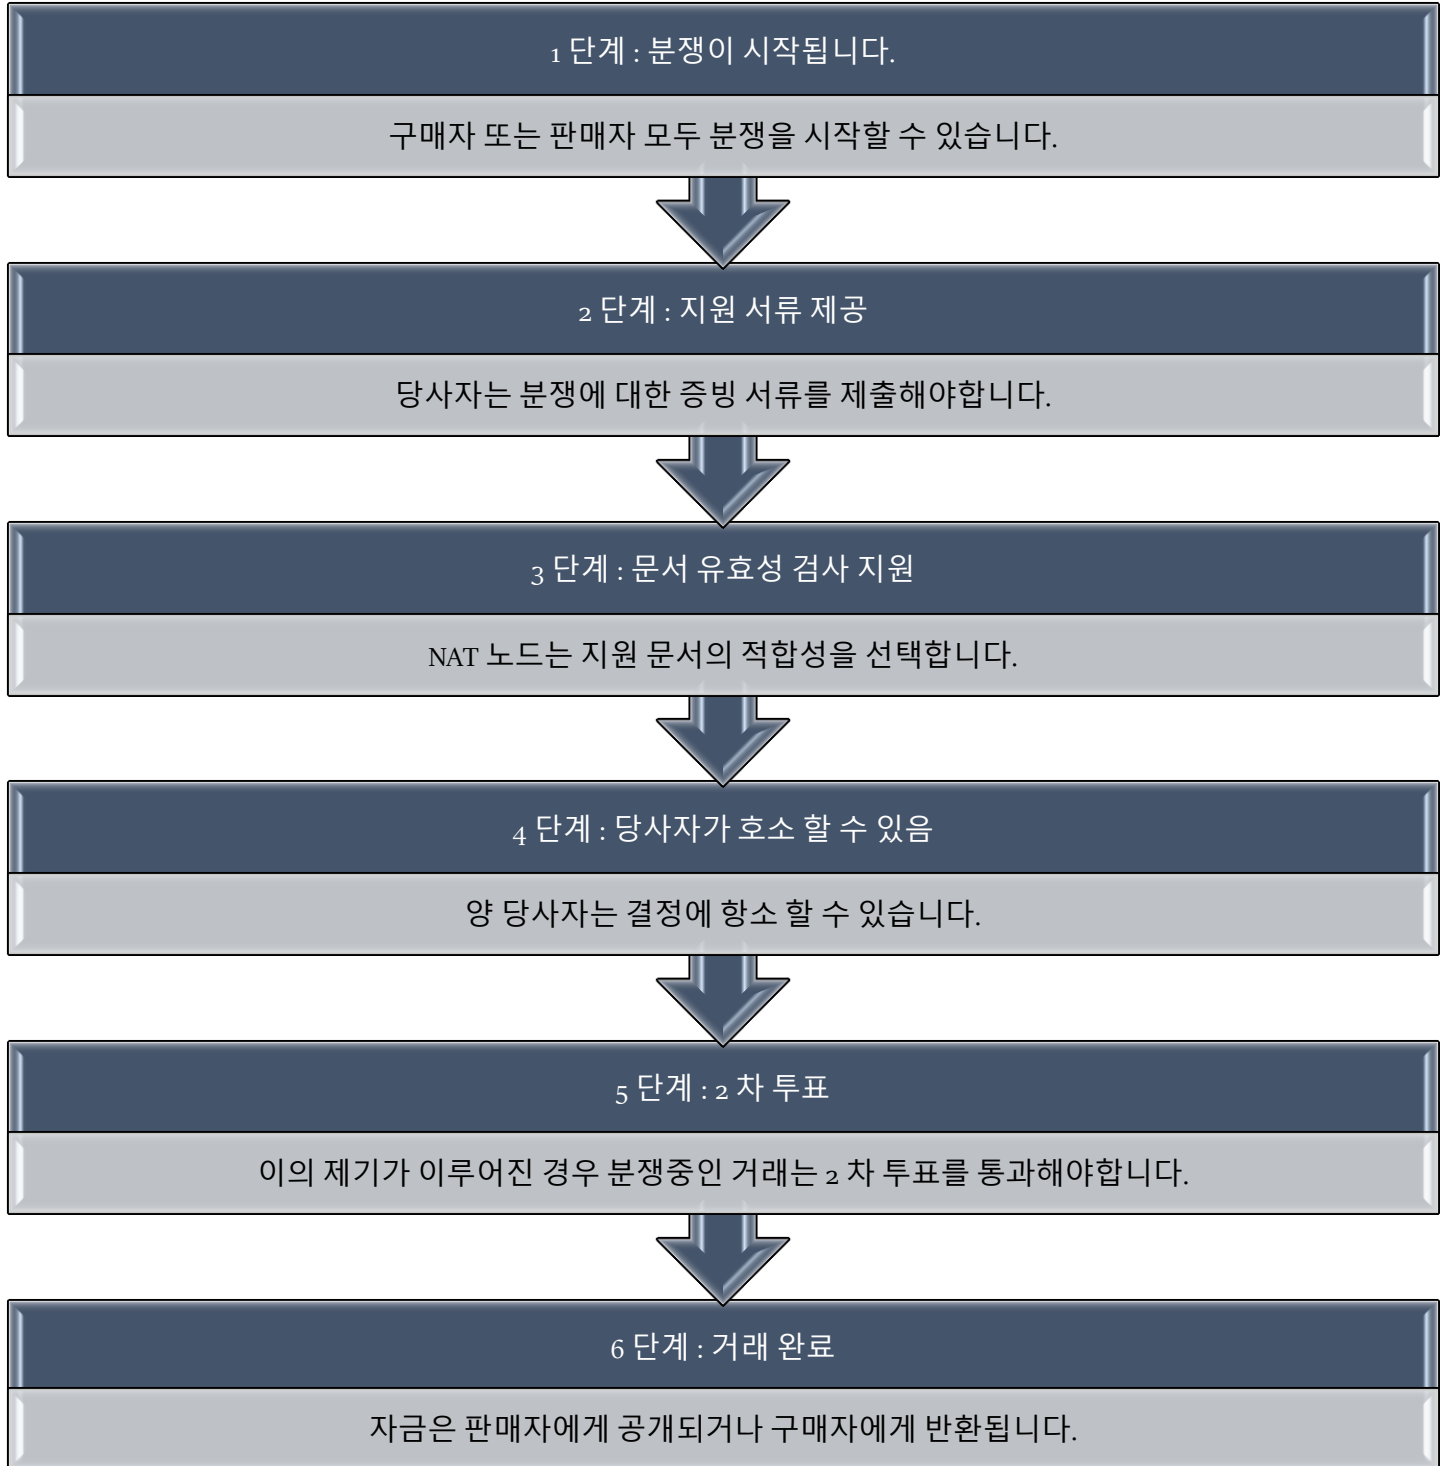 1 단계 : 분쟁이 시작됩니다.
구매자 또는 판매자 모두 분쟁을 시작할 수 있습니다.
2 단계 : 지원 서류 제공
당사자는 분쟁에 대한 증빙 서류를 제출해야합니다.
3 단계 : 문서 유효성 검사 지원
NAT 노드는 지원 문서의 적합성을 선택합니다.
4 단계 : 당사자가 호소 할 수 있음
양 당사자는 결정에 항소 할 수 있습니다.
5 단계 : 2 차 투표
이의 제기가 이루어진 경우 분쟁중인 거래는 2 차 투표를 통과해야합니다.
6 단계 : 거래 완료
자금은 판매자에게 공개되거나 구매자에게 반환됩니다.